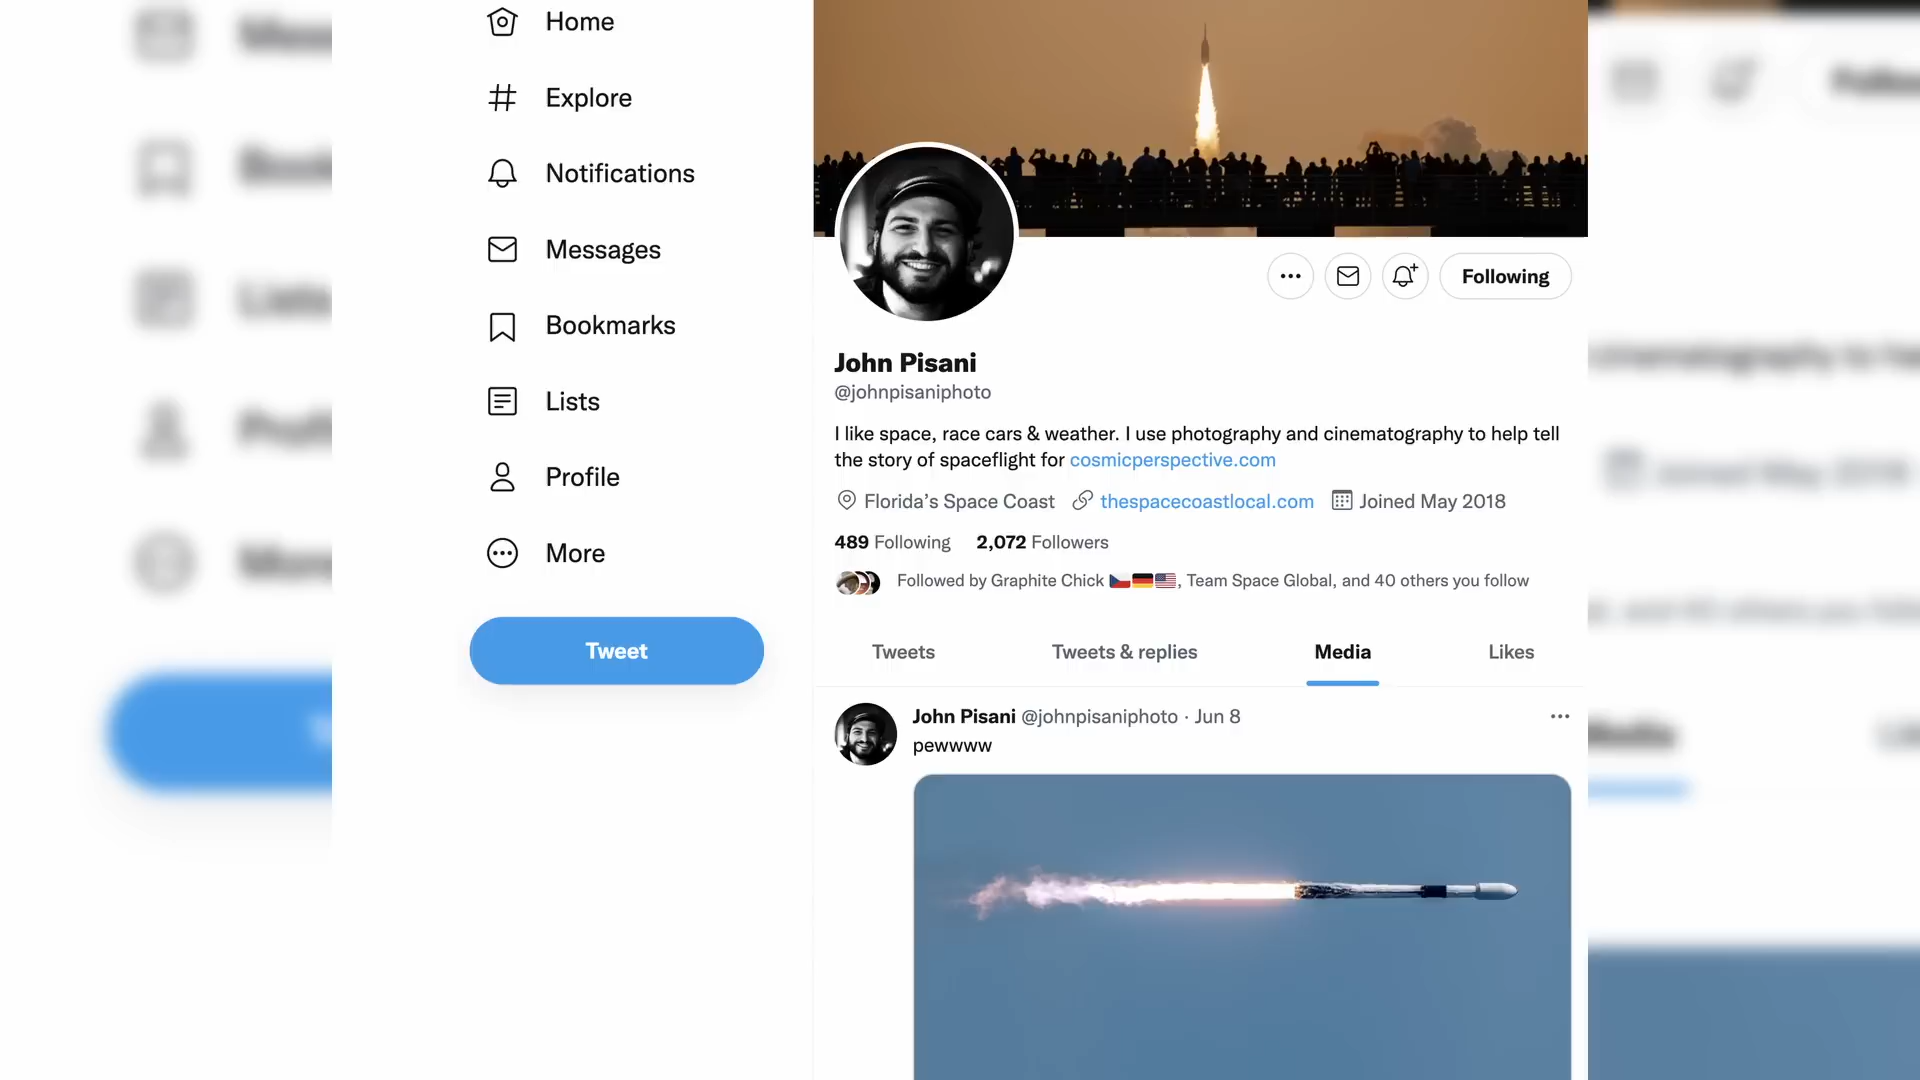 Home
Explore
Notifications
Messages
Bookmarks
Lists
Profile
More
Tweet
Following
John Pisani
@johnpisaniphoto
I like space, race cars & weather. I use photography and cinematography to help tell
the story of spaceflight for cosmicperspective.com
Florida’s Space Coast thespacecoastlocal.com Joined May 2018
489 Following 2,072 Followers
Followed by Graphite Chick 🇨🇿🇩🇪🇺🇸, Team Space Global, and 40 others you follow
Tweets Tweets & replies Media Likes
John Pisani @johnpisaniphoto · Jun 8
pewwww